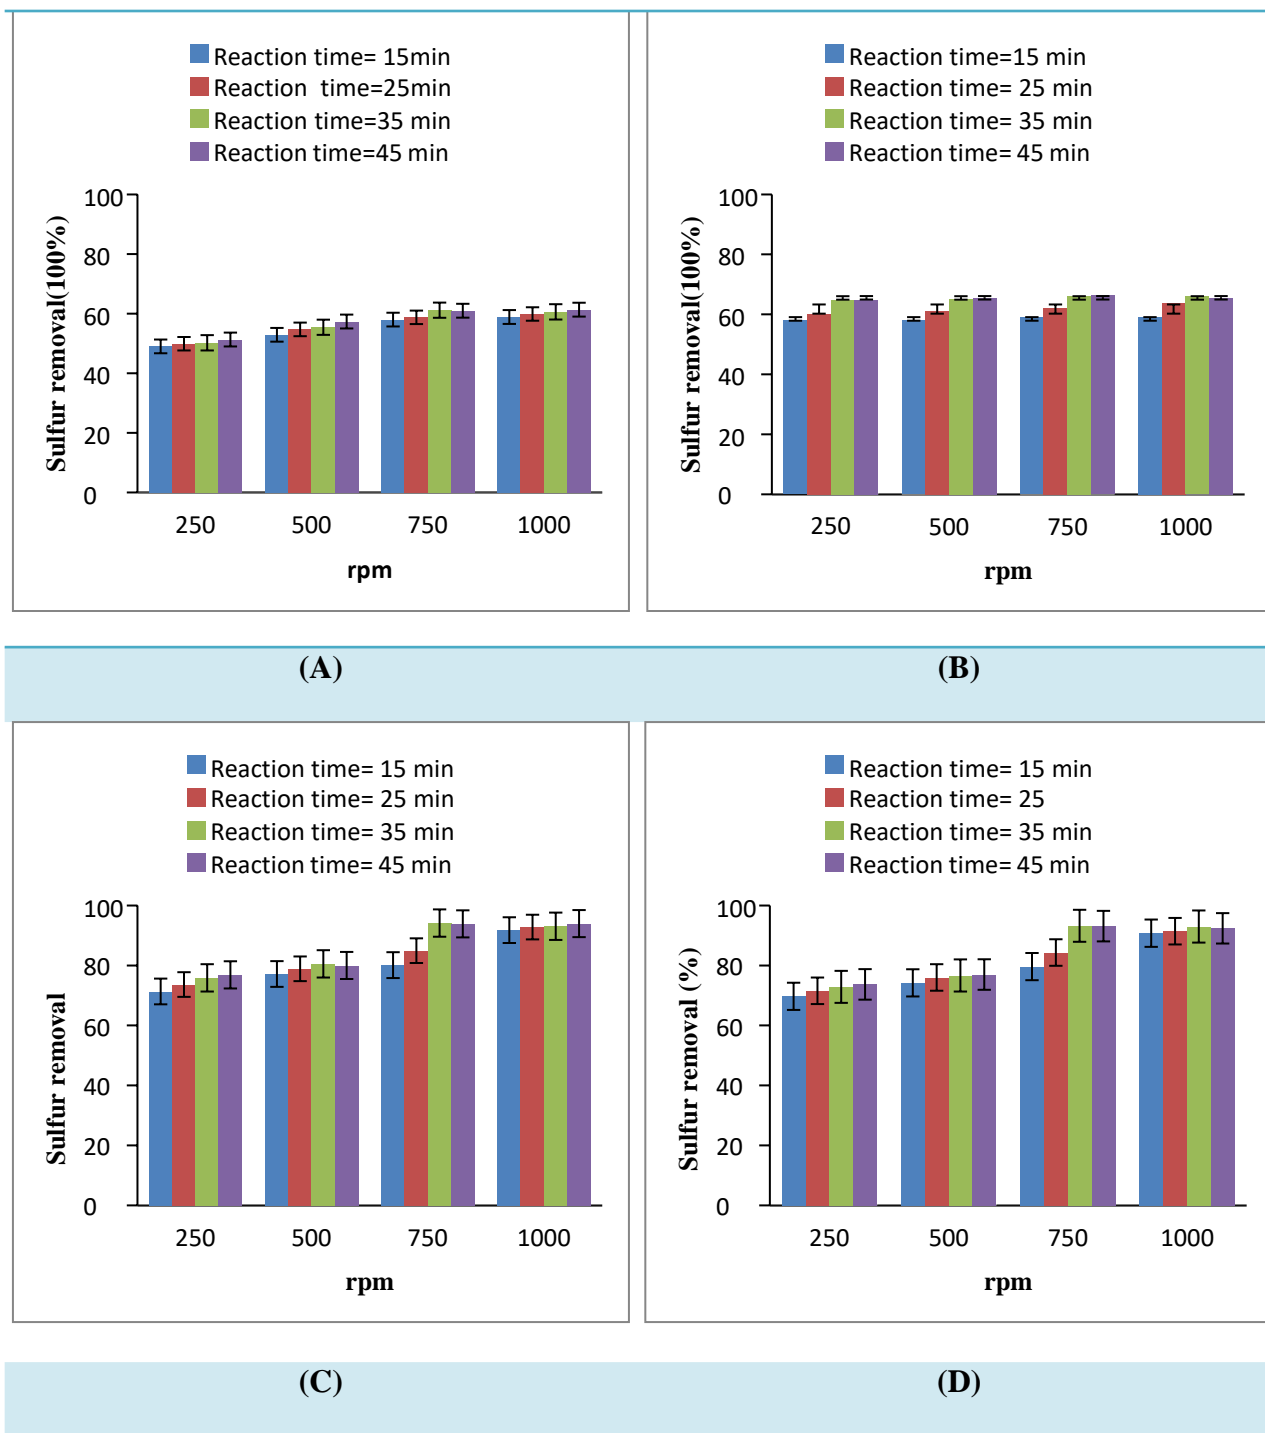 Reaction time= 15min
Reaction  time=25min
Reaction time=35 min
Reaction time=45 min
100
80
60
40
20
0
Sulfur removal(100%)
250 500 750 1000
rpm
Reaction time=15 min
Reaction time= 25 min
Reaction time= 35 min
Reaction time= 45 min
100
80
60
40
20
0
Sulfur removal(100%)
250 500 750 1000
rpm
(A) (B)
Reaction time= 15 min
Reaction time= 25 min
Reaction time= 35 min
Reaction time= 45 min
100
80
60
40
20
0
Sulfur removal
250 500 750 1000
rpm
Reaction time= 15 min
Reaction time= 25
Reaction time= 35 min
Reaction time= 45 min
100
80
60
40
20
0
Sulfur removal (%)
250 500 750 1000
rpm
(C) (D)